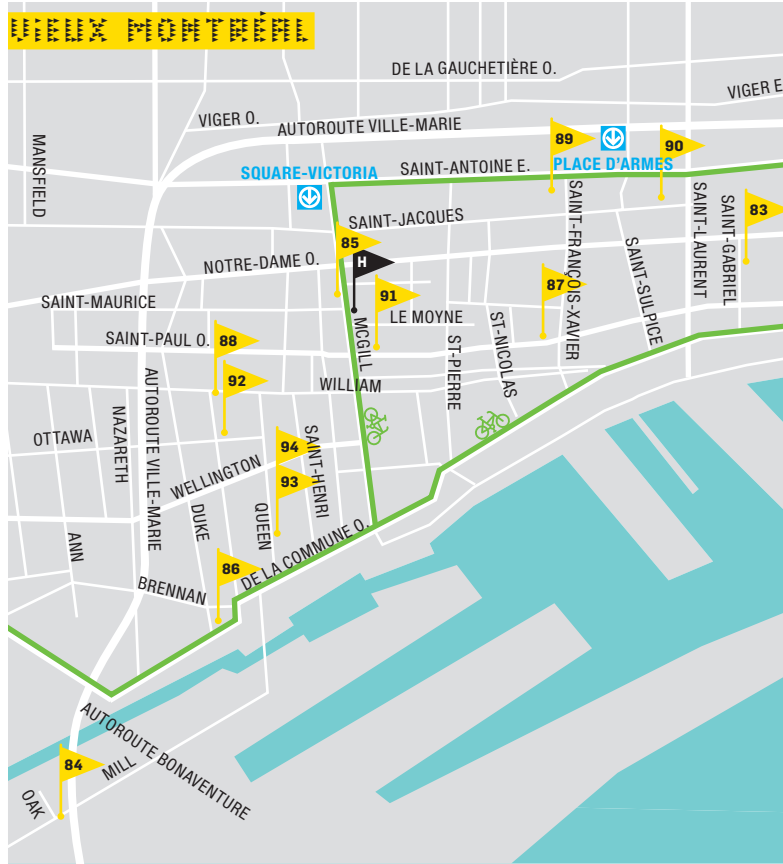 VIEUX MONTRÉAL
DE LA GAUCHETIÈRE O.
VIGER E
VIGER O.
AUTOROUTE VILLE-MARIE
MANSFIELD
89
90
SQUARE-VICTORIA
SAINT-ANTOINE E.
PLACE D'ARMES
SAINT-JACQUES
SAINT-FRANÇOIS-XAVIER
SAINT-SULPICE
SAINT-LAURENT
SAINT-GABRIEL
83
85
NOTRE-DAME O.
H
91
87
SAINT-MAURICE
LE MOYNE
MCGILL
ST-PIERRE
ST-NICOLAS
SAINT-PAUL O.
88
92
WILLIAM
AUTOROUTE VILLE-MARIE
NAZARETH
OTTAWA
94
SAINT-HENRI
WELLINGTON
93
QUEEN
DUKE
ANN
86
DE LA COMMUNE O.
BRENNAN
AUTOROUTE BONAVENTURE
84
MILL
OAK